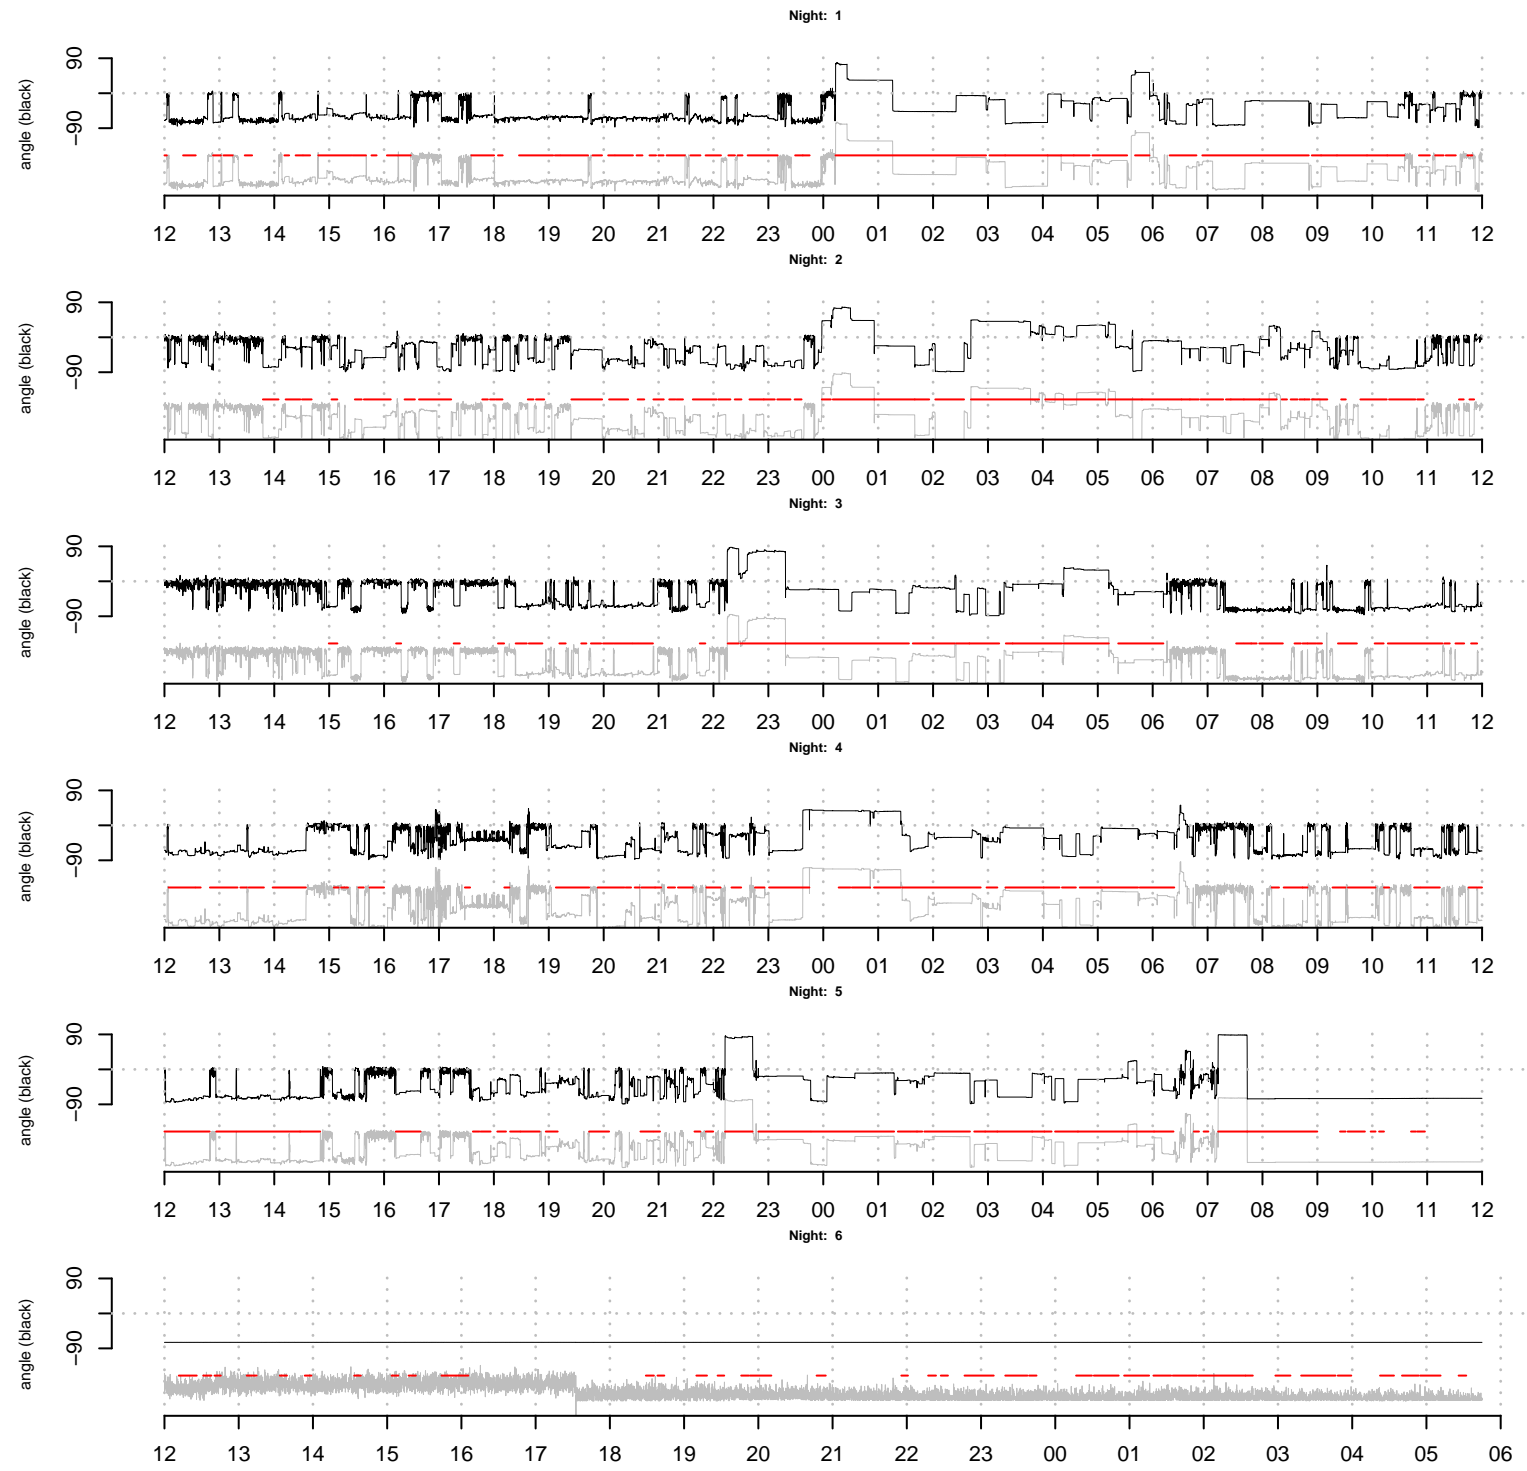 Night: 1
angle (black)
90
-90
12 13 14 15 16 17 18 19 20 21 22 23 00 01 02 03 04 05 06 07 08 09 10 11 12
Night: 2
angle (black)
90
-90
12 13 14 15 16 17 18 19 20 21 22 23 00 01 02 03 04 05 06 07 08 09 10 11 12
Night: 3
angle (black)
90
-90
12 13 14 15 16 17 18 19 20 21 22 23 00 01 02 03 04 05 06 07 08 09 10 11 12
Night: 4
angle (black)
90
-90
12 13 14 15 16 17 18 19 20 21 22 23 00 01 02 03 04 05 06 07 08 09 10 11 12
Night: 5
angle (black)
90
-90
12 13 14 15 16 17 18 19 20 21 22 23 00 01 02 03 04 05 06 07 08 09 10 11 12
Night: 6
angle (black)
90
-90
12 13 14 15 16 17 18 19 20 21 22 23 00 01 02 03 04 05 06